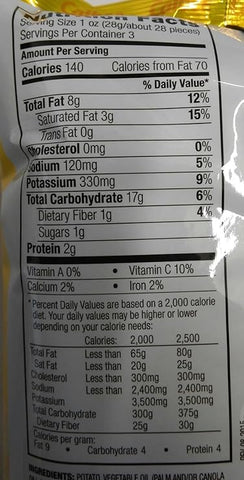 Nutrition Facts
Serving Size 1 oz (28g/about 28 pieces)
Servings Per Container 3
Amount Per Serving
Calories 140 Calories from Fat 70
% Daily Value*
Total Fat 8g 12%
Saturated Fat 3g 15%
Trans Fat 0g
Cholesterol 0mg 0%
Sodium 120mg 5%
Potassium 330mg 9%
Total Carbohydrate 17g 6%
Dietary Fiber 1g 4%
Sugars 1g
Protein 2g
Vitamin A 0% • Vitamin C 10%
Calcium 2% • Iron 2%
*Percent Daily Values are based on a 2,000 calorie
diet. Your daily values may be higher or lower
depending on your calorie needs:
Calories: 2,000 2,500
Total Fat Less than 65g 80g
Sat Fat Less than 20g 25g
Cholesterol Less than 300mg 300mg
Sodium Less than 2,400mg 2,400mg
Potassium 3,500mg 3,500mg
Total Carbohydrate 300g 375g
Dietary Fiber 25g 30g
Calories per gram:
Fat 9 • Carbohydrate 4 • Protein 4
INGREDIENTS: POTATO, VEGETABLE OIL (PALM AND/OR CANOLA